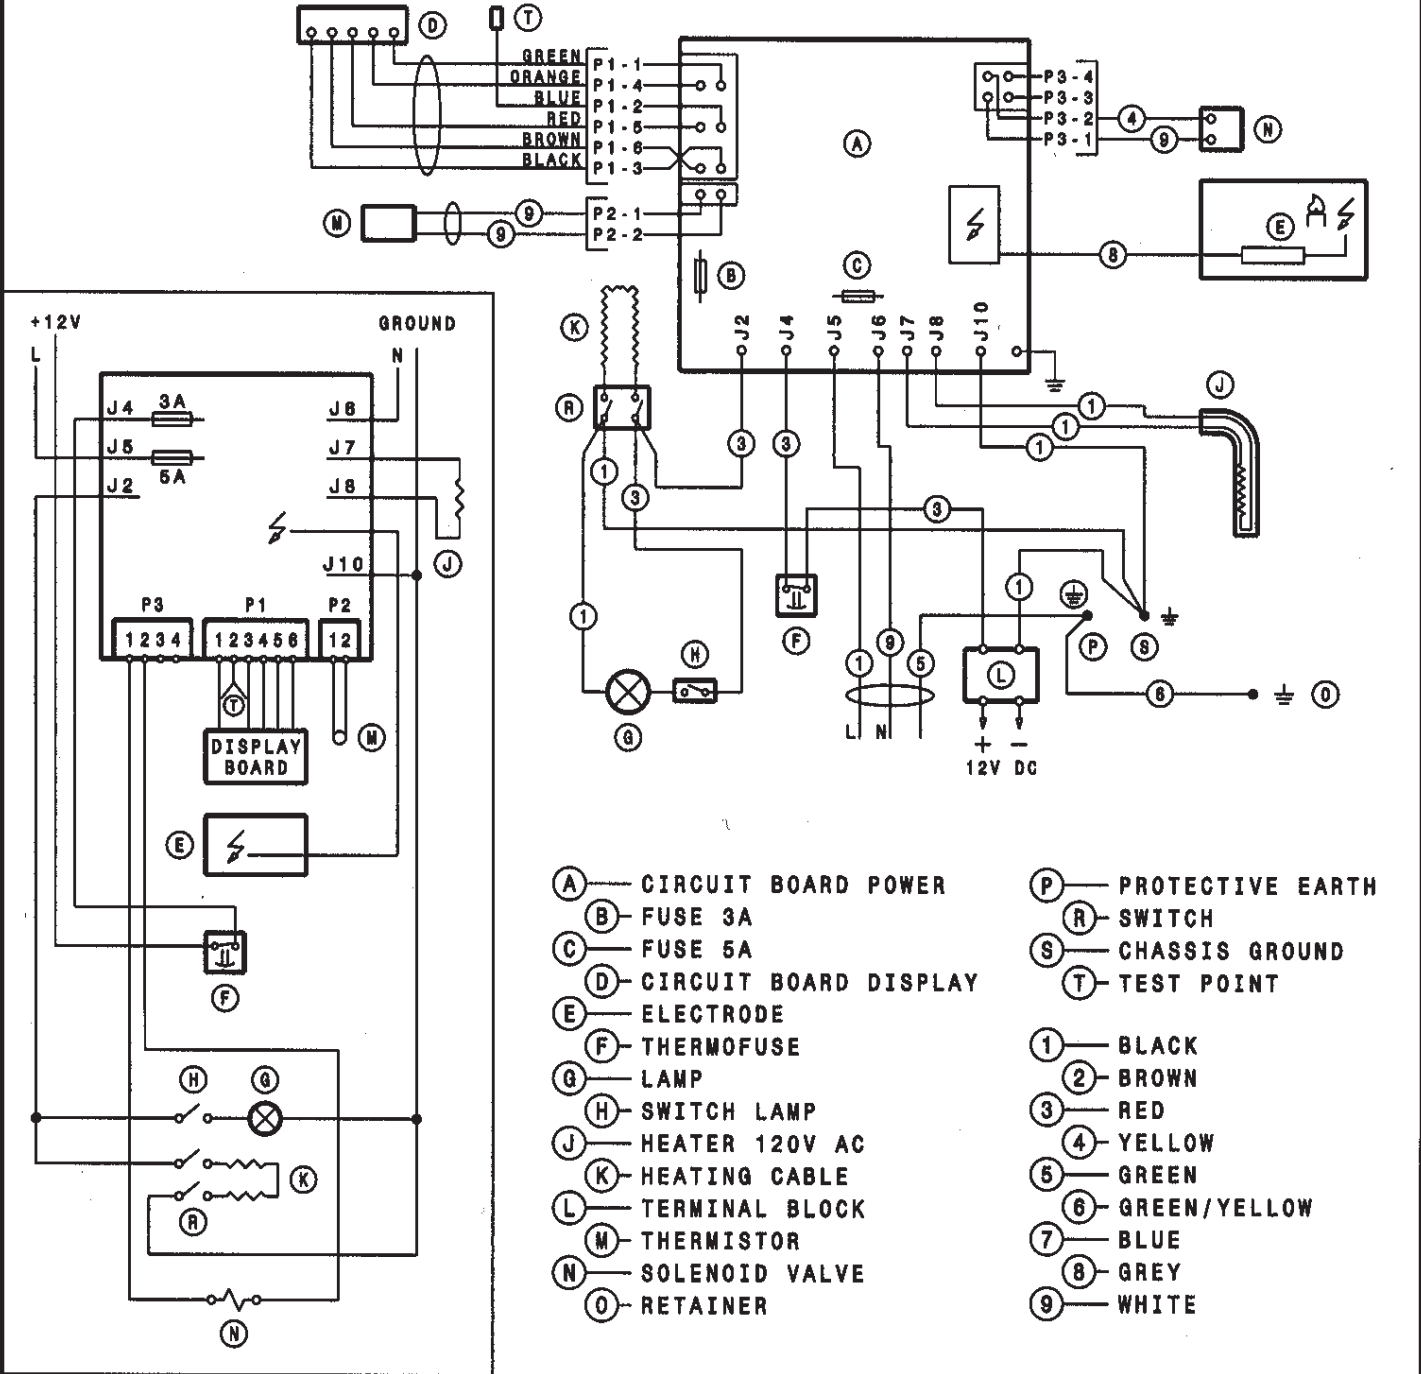 D
T
GREEN P1-1
ORANGE P1-4
BLUE P1-2
RED P1-5
BROWN P1-6
BLACK P1-3
M
9
9
P2-1
P2-2
A
P3-4
P3-3
P3-2
P3-1
4
9
N
E
8
B
C
J2
J4
J5
J6
J7
J8
J10
K
R
1
3
3
3
1
1
1
J
3
1
1
F
1
9
5
P
S
L
6
O
H
G
L
N
+ -
12V DC
+12V
GROUND
L
N
J4
3A
J6
J5
5A
J7
J2
J8
J10
J
P3
P1
P2
1234
123456
12
T
M
DISPLAY
BOARD
E
F
H
G
K
R
N
A CIRCUIT BOARD POWER
B FUSE 3A
C FUSE 5A
D CIRCUIT BOARD DISPLAY
E ELECTRODE
F THERMOFUSE
G LAMP
H SWITCH LAMP
J HEATER 120V AC
K HEATING CABLE
L TERMINAL BLOCK
M THERMISTOR
N SOLENOID VALVE
O RETAINER
P PROTECTIVE EARTH
R SWITCH
S CHASSIS GROUND
T TEST POINT
1 BLACK
2 BROWN
3 RED
4 YELLOW
5 GREEN
6 GREEN/YELLOW
7 BLUE
8 GREY
9 WHITE